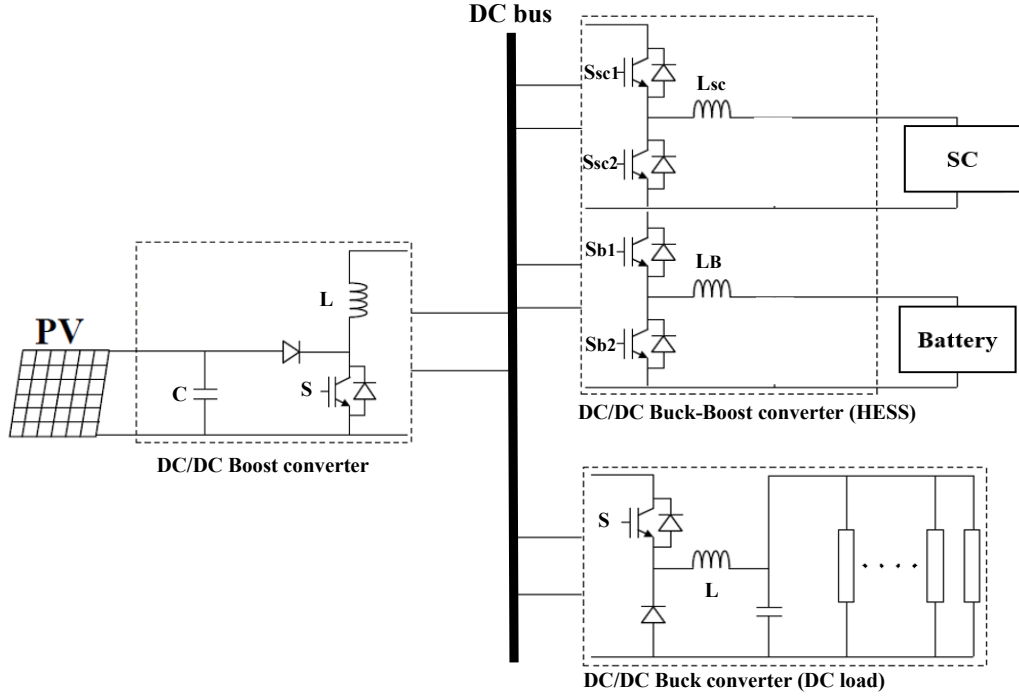 DC bus
Ssc1
Lsc
Ssc2
SC
Sb1
LB
Sb2
Battery
DC/DC Buck-Boost converter (HESS)
PV
L
C
S
DC/DC Boost converter
S
L
. . . .
DC/DC Buck converter (DC load)